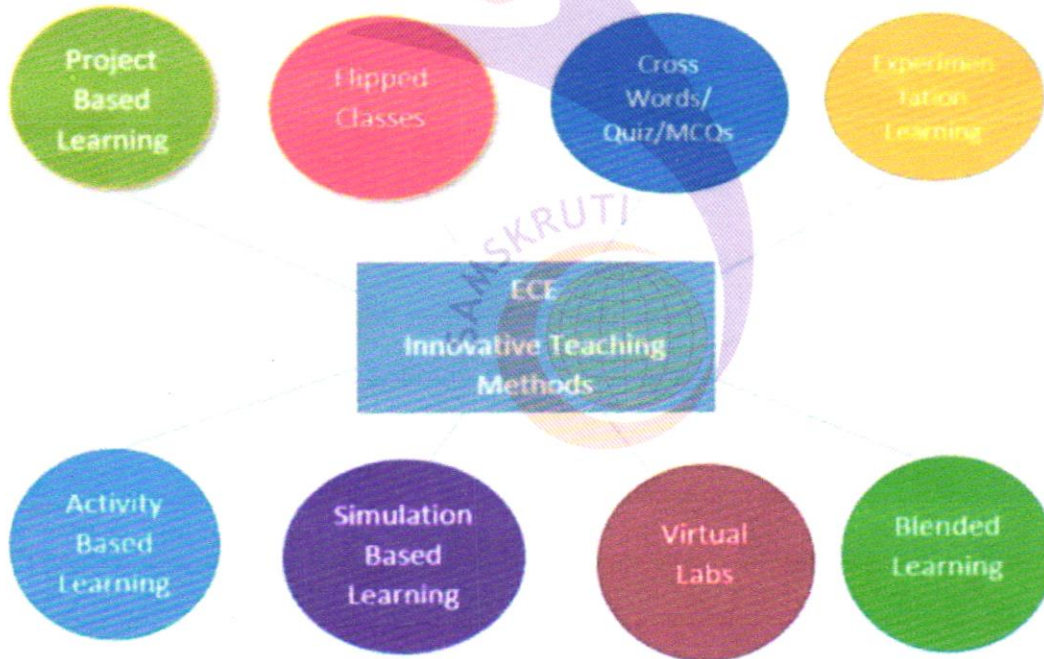 Project
Based
Learning
Flipped
Classes
Cross
Words/
Quiz/MCQs
Experimen
tation
Learning
SAMSKRUTI
ECE
Innovative Teaching
Methods
Activity
Based
Learning
Simulation
Based
Learning
Virtual
Labs
Blended
Learning